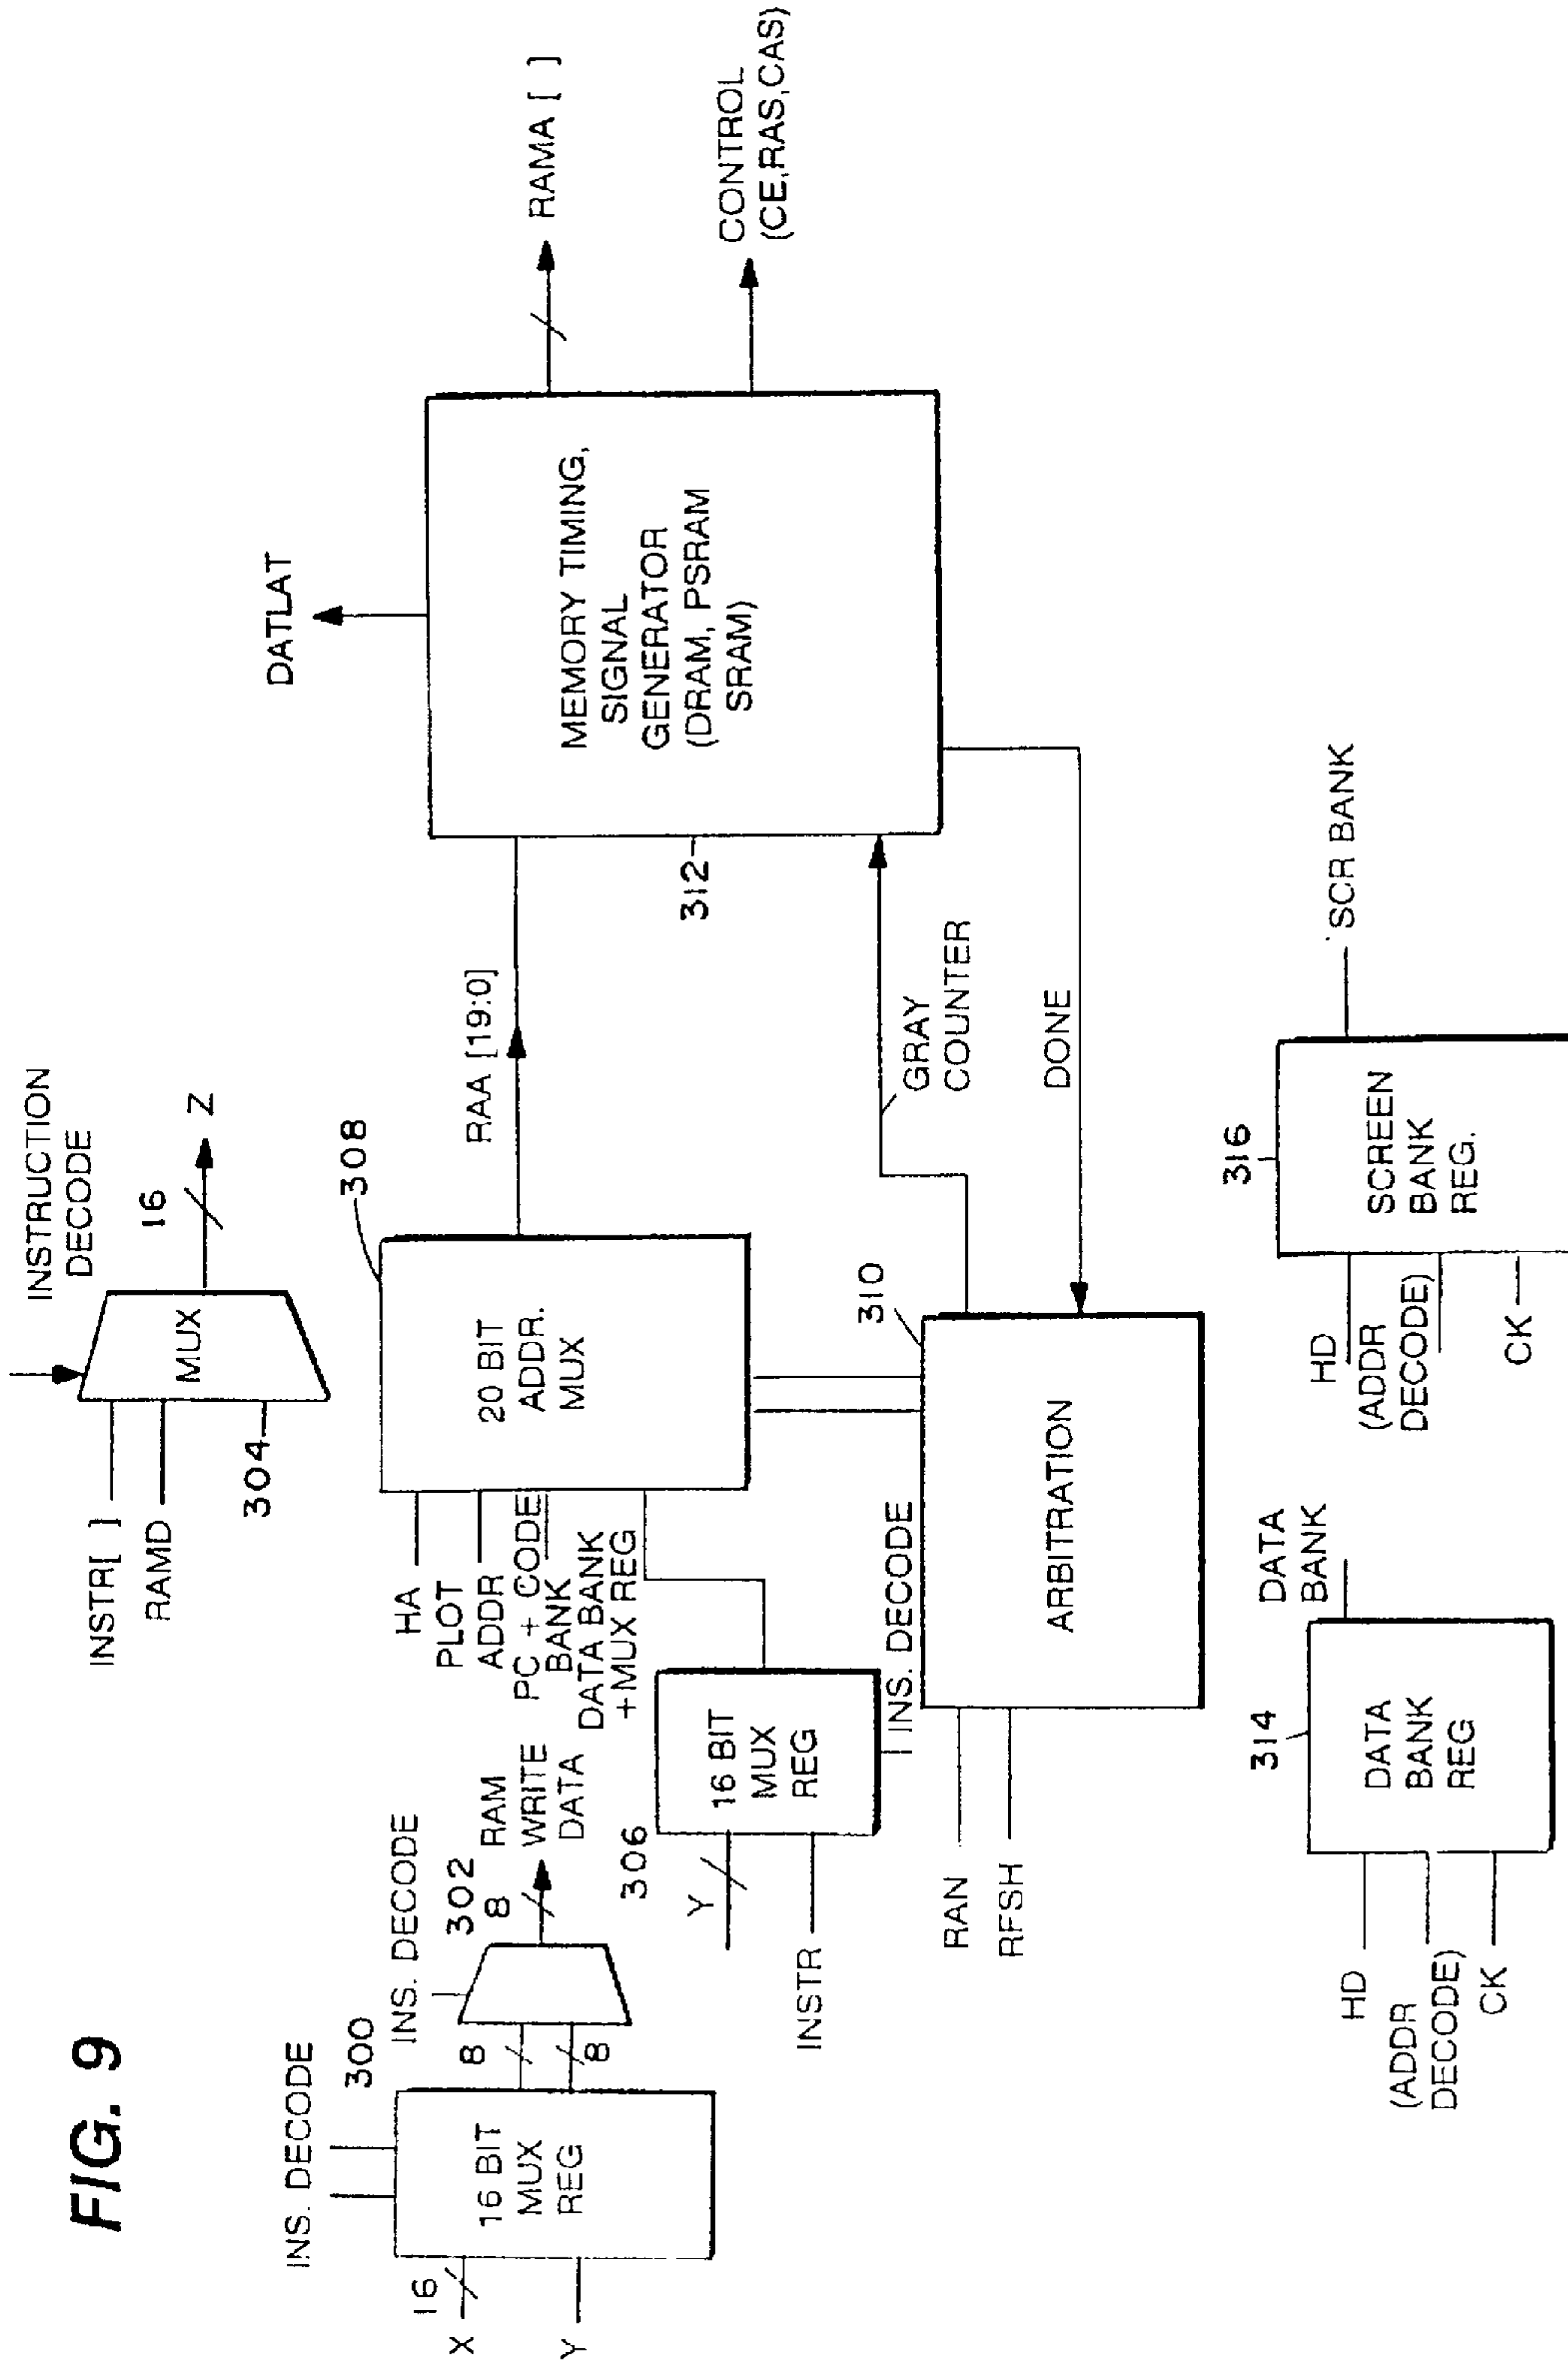 FIG. 9
INS. DECODE
300
16
X
Y
16 BIT
MUX
REG
8
8
INS. DECODE
302
8
RAM
WRITE
DATA
INSTRUCTION
DECODE
INSTR[ ]
RAMD
304
MUX
16
Z
306
Y
INSTR
16 BIT
MUX
REG
INS. DECODE
HA
PLOT
ADDR
PC + CODE
BANK
DATA BANK
+MUX REG
308
20 BIT
ADDR.
MUX
RAA [19:0]
RAN
RFSH
310
ARBITRATION
GRAY
COUNTER
DONE
312
MEMORY TIMING,
SIGNAL
GENERATOR
(DRAM, PSRAM
SRAM)
DATLAT
RAMA [ ]
CONTROL
(CE,RAS,CAS)
314
HD
(ADDR
DECODE)
CK
DATA
BANK
REG
DATA
BANK
316
HD
(ADDR
DECODE)
CK
SCREEN
BANK
REG.
SCR BANK